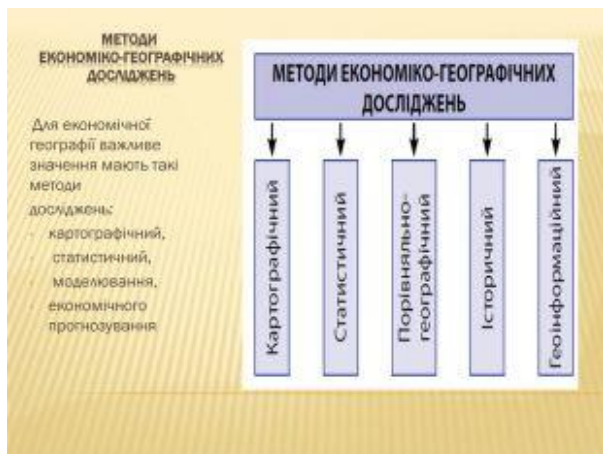 МЕТОДИ
ЕКОНОМІКО-ГЕОГРАФІЧНИХ
ДОСЛІДЖЕНЬ
Для економічної
географії важливе
значення мають такі
методи
досліджень:
картографічний,
статистичний,
моделювання,
економічного
прогнозування
МЕТОДИ ЕКОНОМІКО-ГЕОГРАФІЧНИХ
ДОСЛІДЖЕНЬ
Картографічний
Статистичний
Порівняльно-
географічний
Історичний
Геоінформаційний